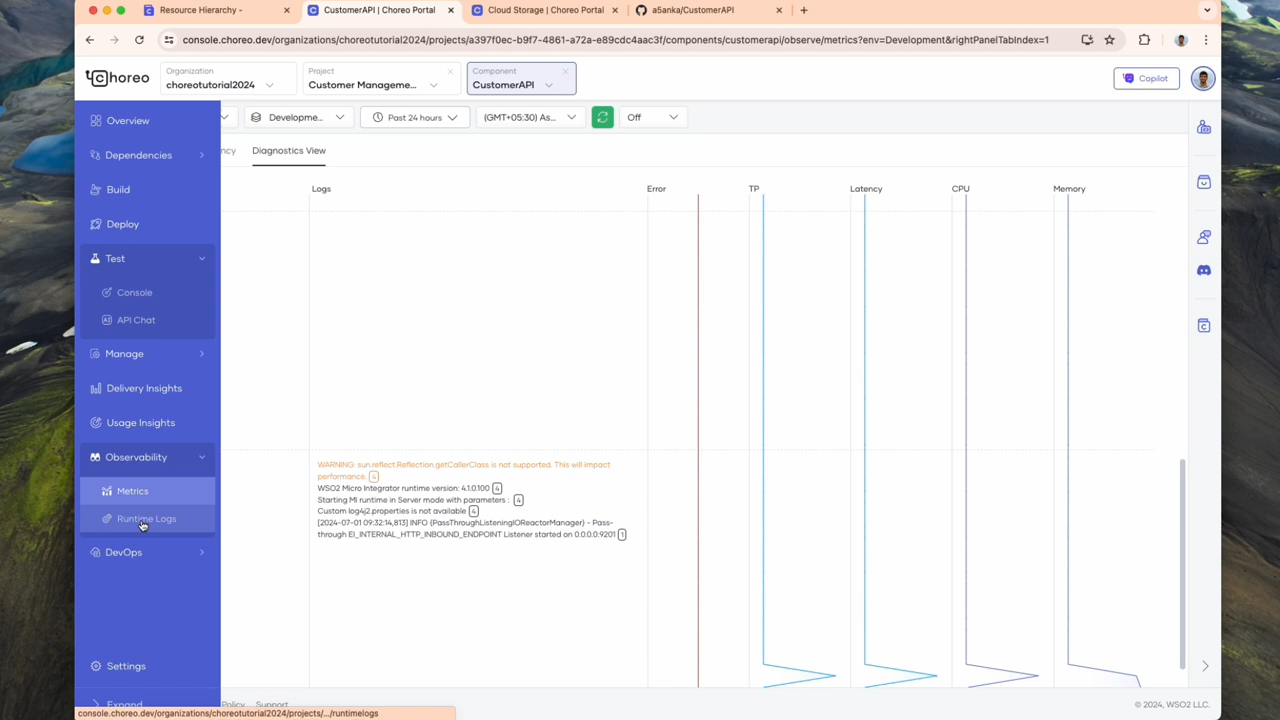 Resource Hierarchy -
CustomerAPI | Choreo Portal
Cloud Storage | Choreo Portal
a5anka/CustomerAPI
console.choreo.dev/organizations/choreotutorial2024/projects/a397f0ec-b9f7-4861-a72a-e89cdc4aac3f/components/customerapi/observe/metrics?env=Development&rightPanelTabIndex=1
choreo
Organization
choreotutorial2024
Project
Customer Manageme...
Component
CustomerAPI
Copilot
Developme...
Past 24 hours
(GMT+05:30) As...
Off
ncy
Diagnostics View
Overview
Dependencies
Build
Deploy
Test
Console
API Chat
Manage
Delivery Insights
Usage Insights
Observability
Metrics
Runtime Logs
DevOps
Settings
Expand
Logs
Error
TP
Latency
CPU
Memory
WARNING: sun.reflect.Reflection.getCallerClass is not supported. This will impact
performance. 4
WSO2 Micro Integrator runtime version: 4.1.0.100 4
Starting MI runtime in Server mode with parameters : 4
Custom log4j2.properties is not available 4
[2024-07-01 09:32:14,813] INFO {PassThroughListeningIOReactorManager} - Pass-
through EI_INTERNAL_HTTP_INBOUND_ENDPOINT Listener started on 0.0.0.0:9201 1
Policy
Support
© 2024, WSO2 LLC.
console.choreo.dev/organizations/choreotutorial2024/projects/.../runtimelogs